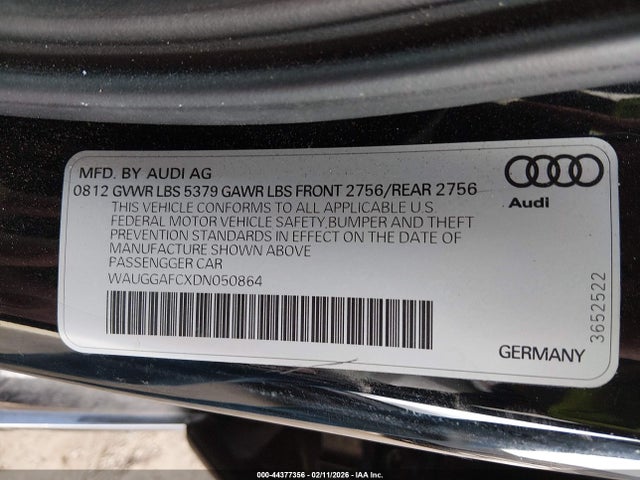 MFD. BY AUDI AG
0812 GVWR LBS 5379 GAWR LBS FRONT 2756/REAR 2756
THIS VEHICLE CONFORMS TO ALL APPLICABLE U.S.
FEDERAL MOTOR VEHICLE SAFETY,BUMPER AND THEFT
PREVENTION STANDARDS IN EFFECT ON THE DATE OF
MANUFACTURE SHOWN ABOVE
PASSENGGER CAR
WAUGGAFCXDN050864
Audi
3652522
GERMANY
000-44377356 - 02/11/2026 - IAA Inc.